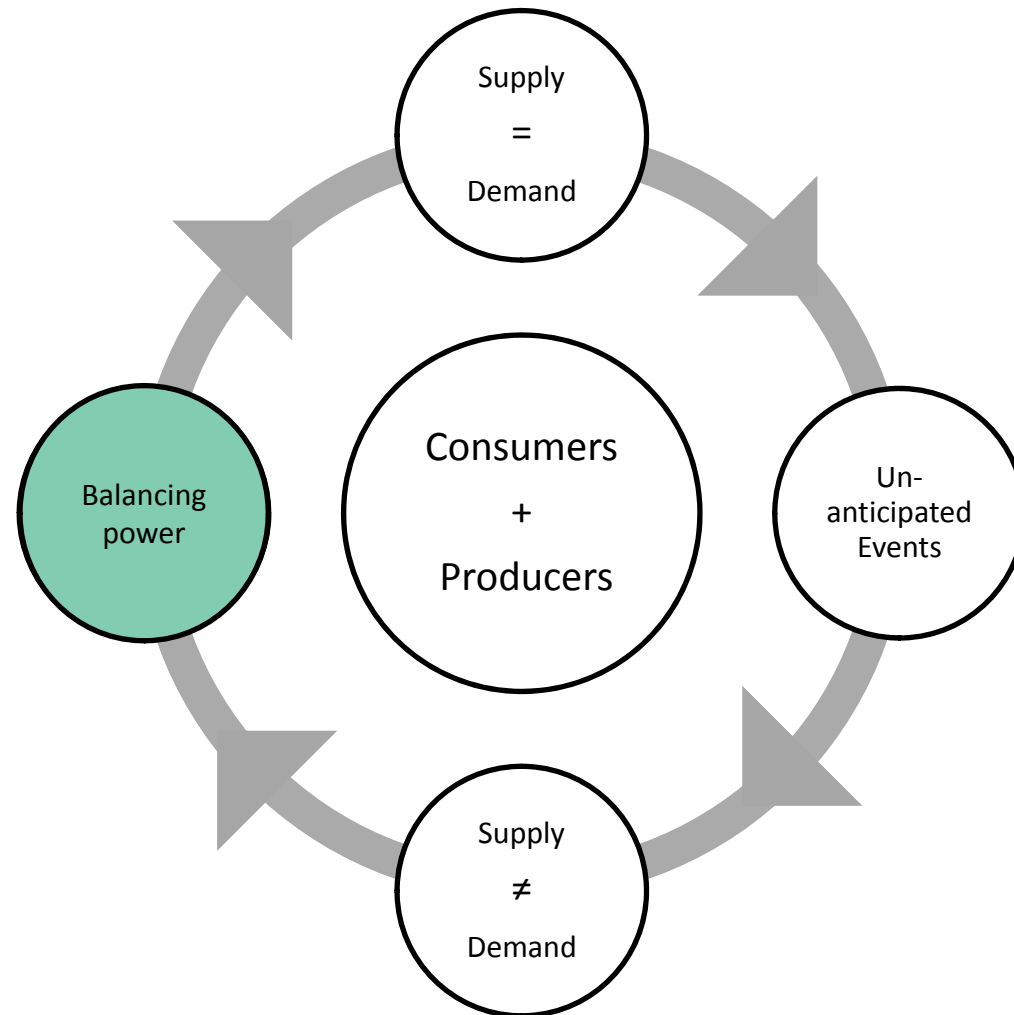 Supply
=
Demand
Consumers
+
Producers
Balancing
power
Un-
anticipated
Events
Supply
≠
Demand